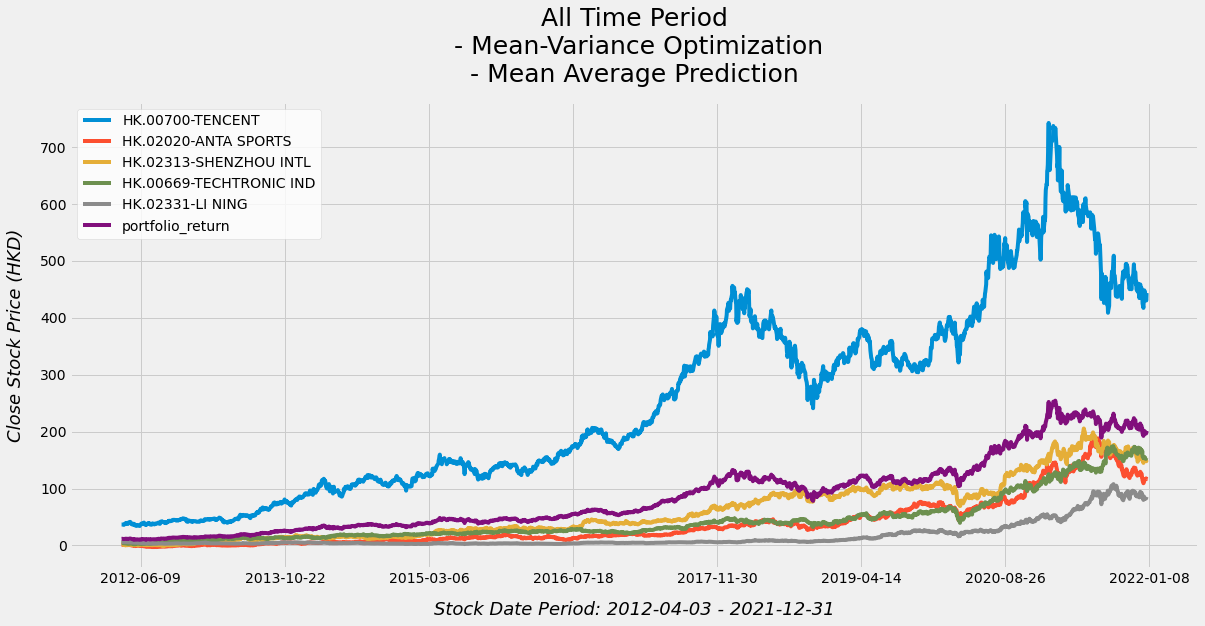 All Time Period
- Mean-Variance Optimization
- Mean Average Prediction
HK.00700-TENCENT
HK.02020-ANTA SPORTS
HK.02313-SHENZHOU INTL
HK.00669-TECHTRONIC IND
HK.02331-LI NING
portfolio_return
Close Stock Price (HKD)
700
600
500
400
300
200
100
0
2012-06-09
2013-10-22
2015-03-06
2016-07-18
2017-11-30
2019-04-14
2020-08-26
2022-01-08
Stock Date Period: 2012-04-03 - 2021-12-31